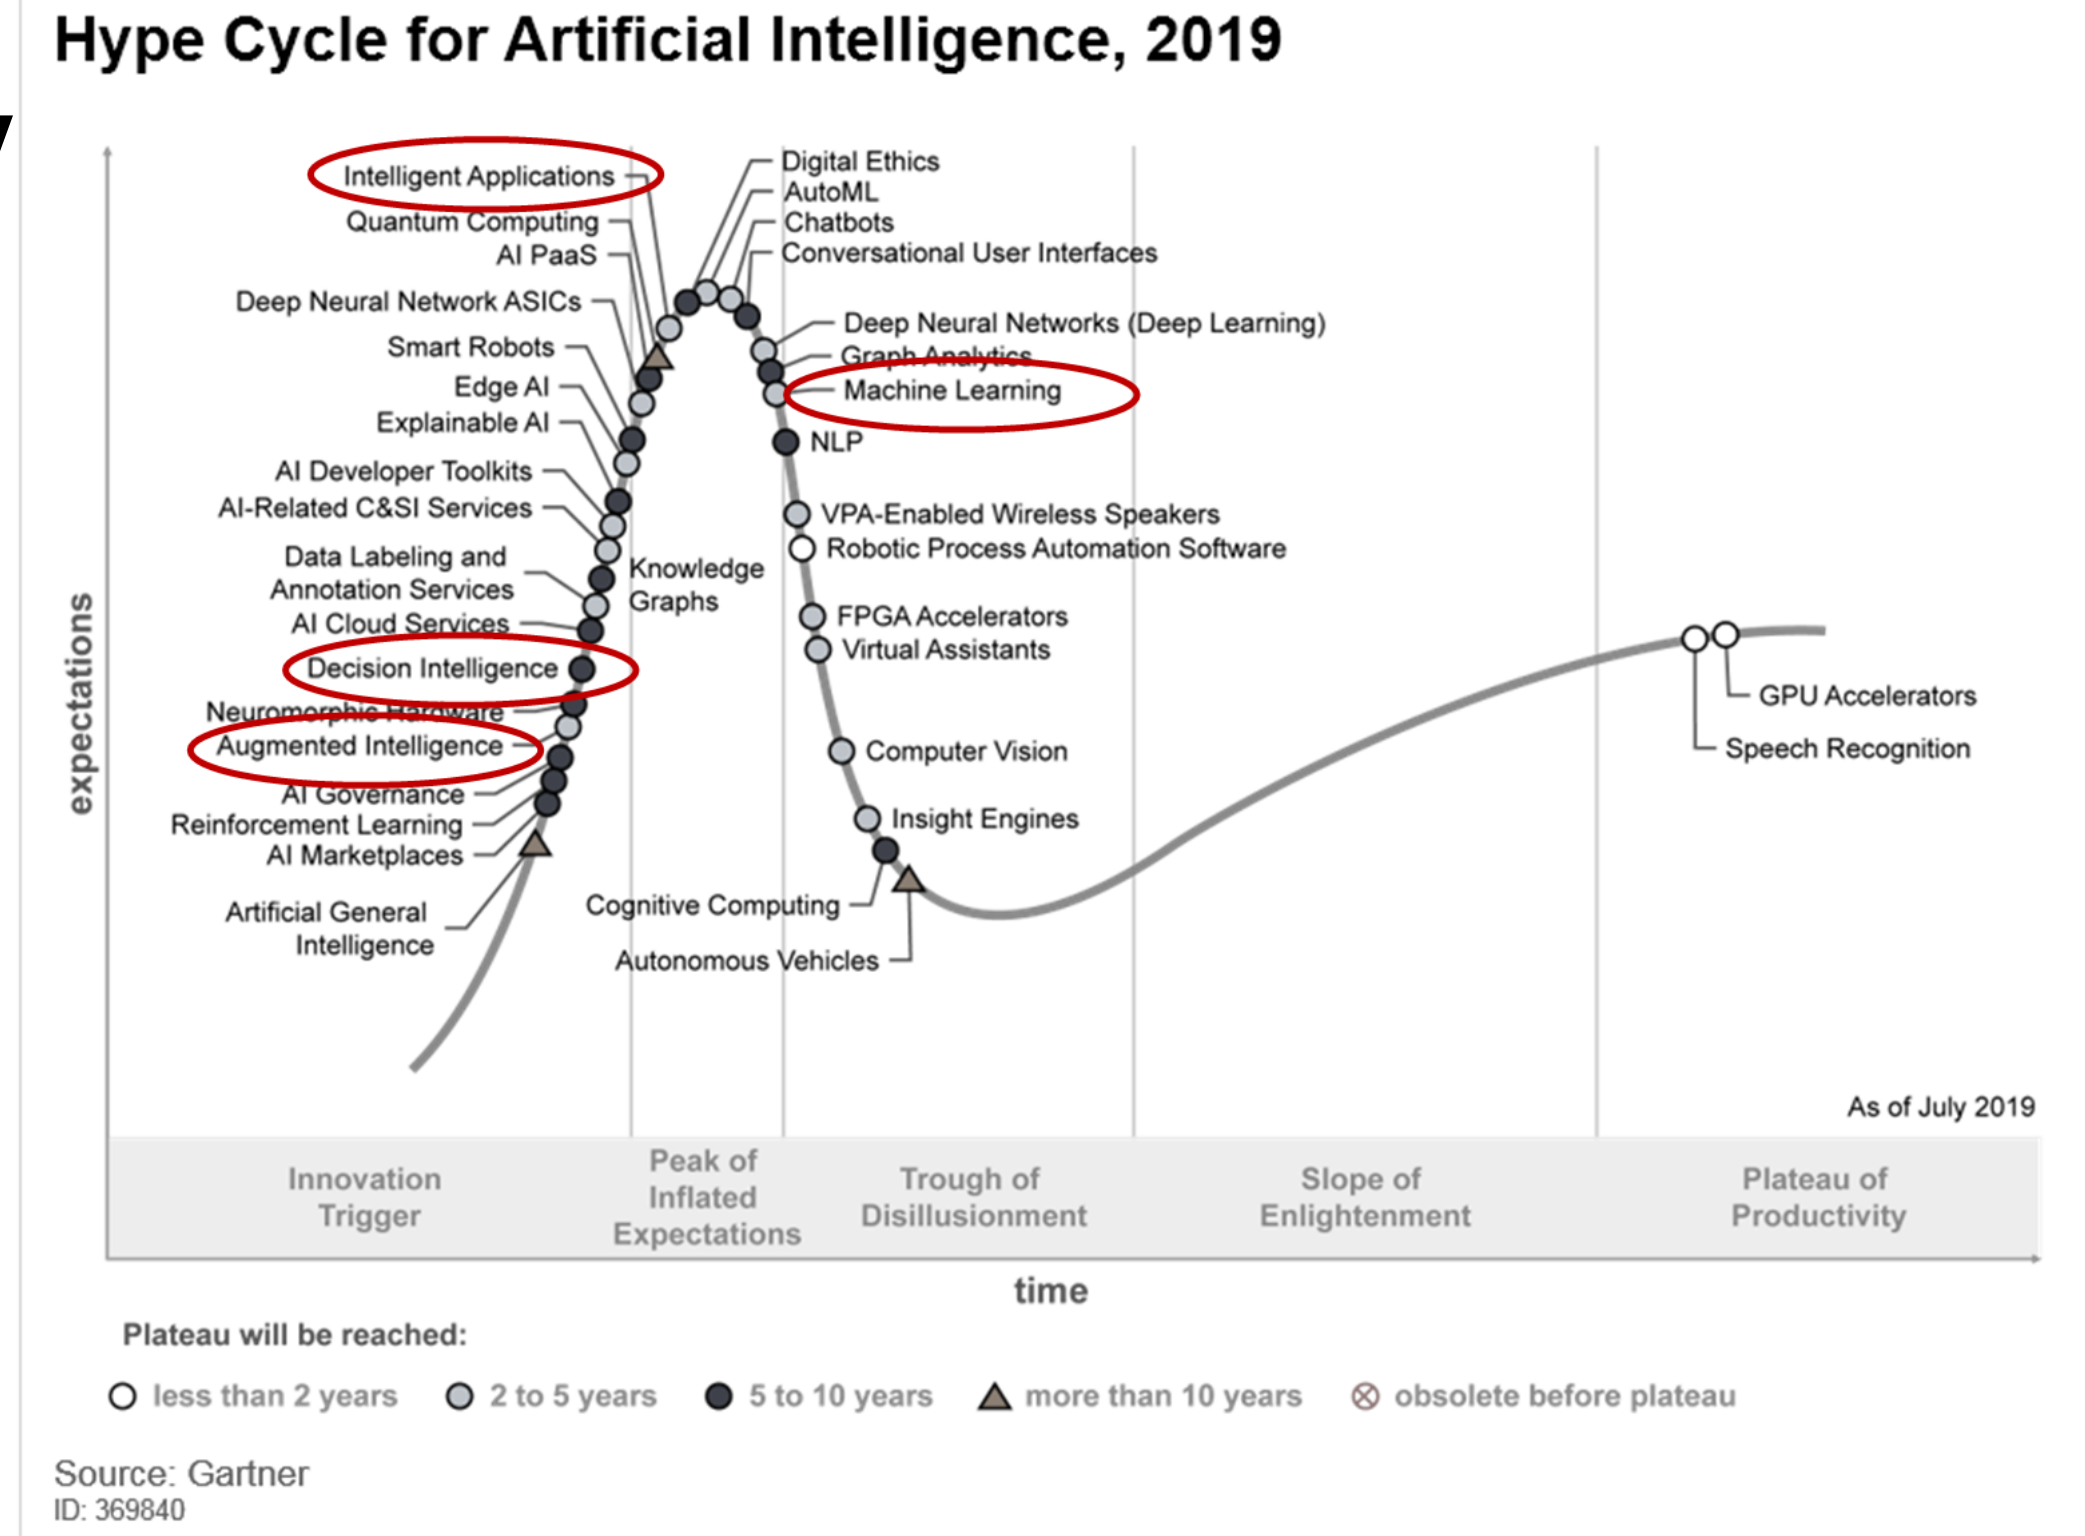 Hype Cycle for Artificial Intelligence, 2019
Intelligent Applications
Quantum Computing
AI PaaS
Deep Neural Network ASICs
Smart Robots
Edge AI
Explainable AI
AI Developer Toolkits
AI-Related C&SI Services
Data Labeling and
Annotation Services
AI Cloud Services
Decision Intelligence
Neuromorphic Hardware
Augmented Intelligence
AI Governance
Reinforcement Learning
AI Marketplaces
Artificial General
Intelligence
Knowledge
Graphs
Digital Ethics
AutoML
Chatbots
Conversational User Interfaces
Deep Neural Networks (Deep Learning)
Graph Analytics
Machine Learning
NLP
VPA-Enabled Wireless Speakers
Robotic Process Automation Software
FPGA Accelerators
Virtual Assistants
Computer Vision
Insight Engines
Cognitive Computing
Autonomous Vehicles
GPU Accelerators
Speech Recognition
expectations
As of July 2019
Innovation
Trigger
Peak of
Inflated
Expectations
Trough of
Disillusionment
Slope of
Enlightenment
Plateau of
Productivity
time
Plateau will be reached:
less than 2 years
2 to 5 years
5 to 10 years
more than 10 years
obsolete before plateau
Source: Gartner
ID: 369840